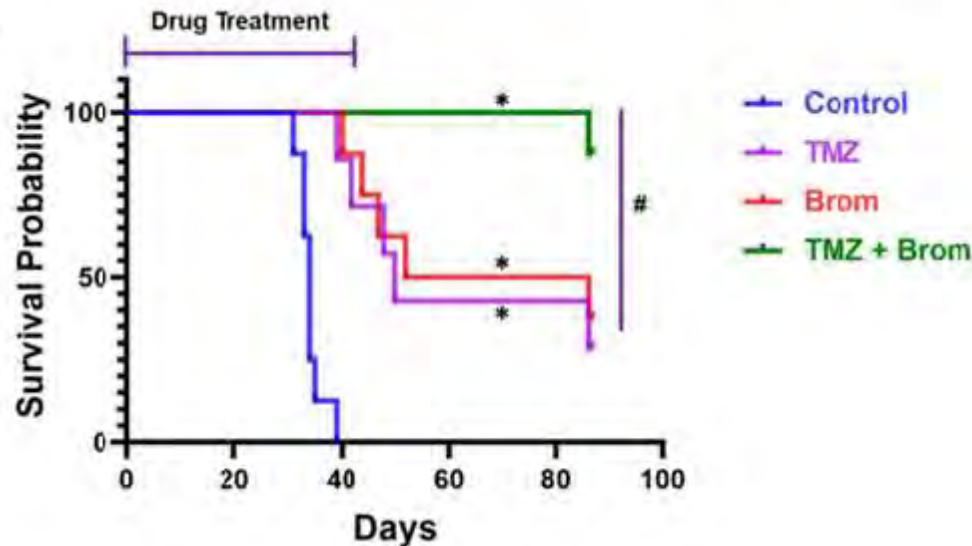 Drug Treatment
Survival Probability
100
50
0
*
*
*
#
0 20 40 60 80 100
Days
Control
TMZ
Brom
TMZ + Brom